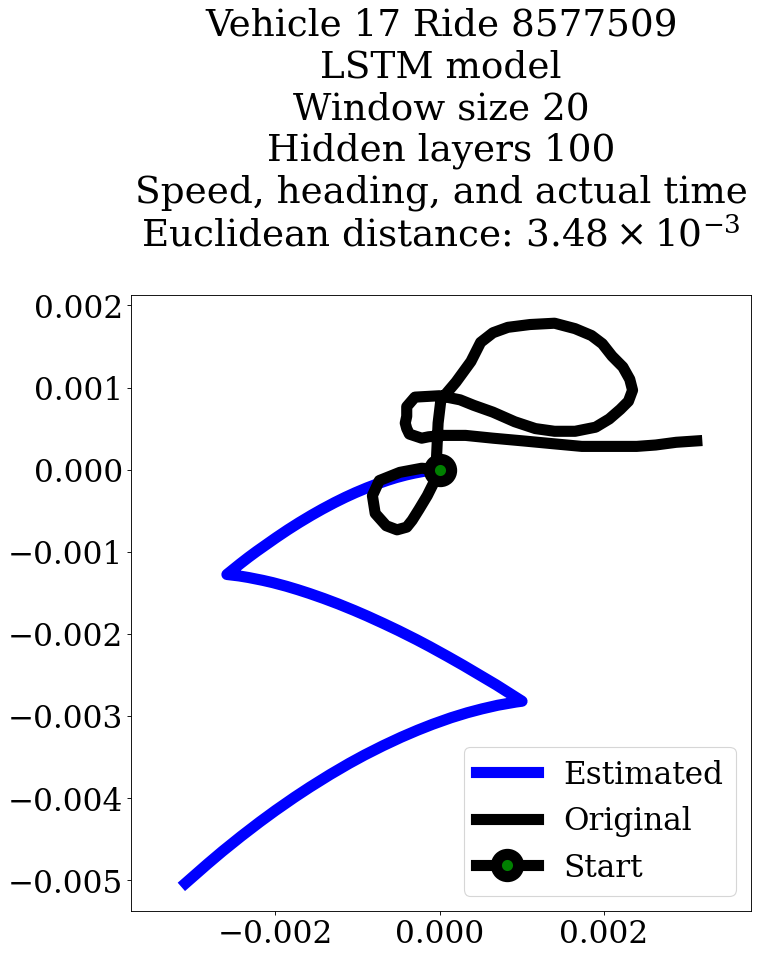 Vehicle 17 Ride 8577509
LSTM model
Window size 20
Hidden layers 100
Speed, heading, and actual time
Euclidean distance: 3.48 × 10⁻³
0.002
0.001
0.000
−0.001
−0.002
−0.003
−0.004
−0.005
Estimated
Original
Start
−0.002 0.000 0.002